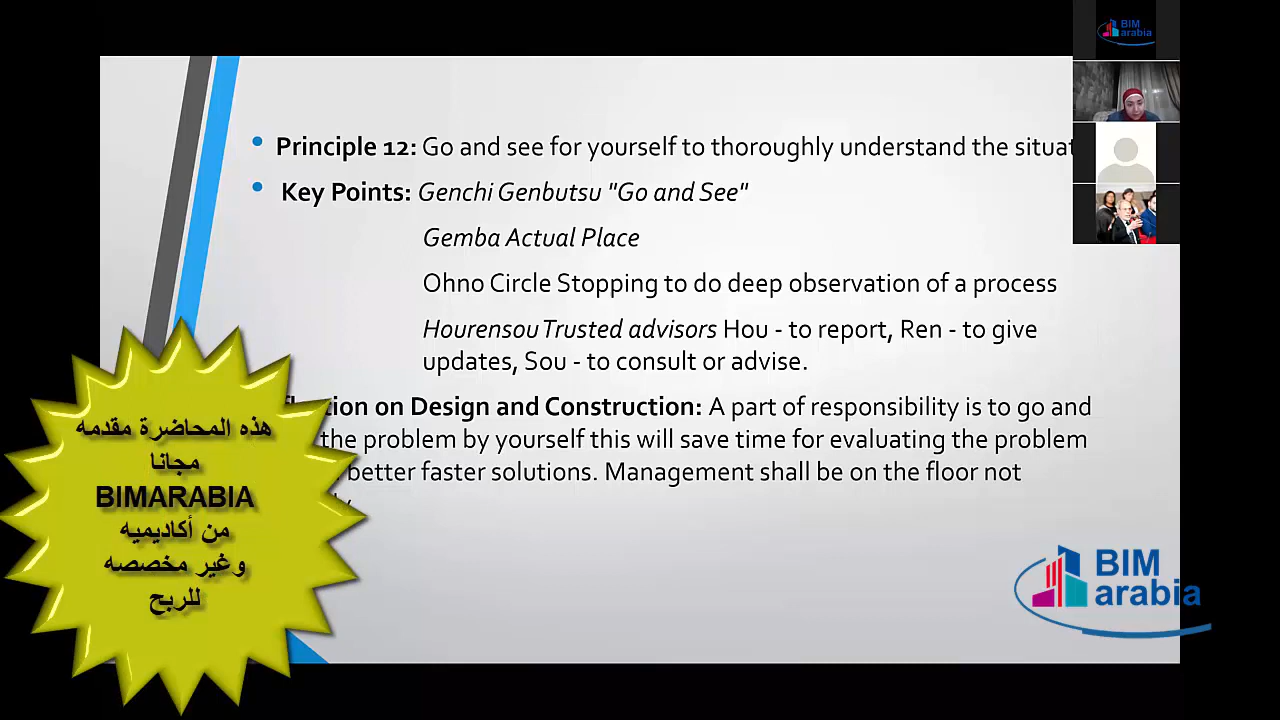 BIM
arabia
Principle 12: Go and see for yourself to thoroughly understand the
Key Points: Genchi Genbutsu "Go and See"
Gemba Actual Place
Ohno Circle Stopping to do deep observation of a process
Hourensou Trusted advisors Hou - to report, Ren - to give
updates, Sou - to consult or advise.
on Design and Construction: A part of responsibility is to go and
the problem by yourself this will save time for evaluating the problem
better faster solutions. Management shall be on the floor not
هذه المحاضرة مقدمه
مجانا
BIMARABIA
من أكاديميه
وغير مخصصه
للربح
BIM
arabia